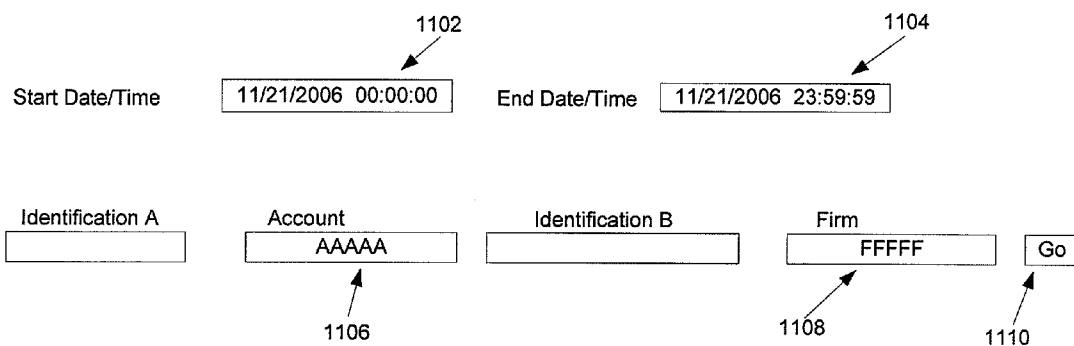 1102
1104
Start Date/Time 11/21/2006 00:00:00 End Date/Time 11/21/2006 23:59:59
Identification A Account Identification B Firm
AAAAA FFFFF Go
1106 1108 1110